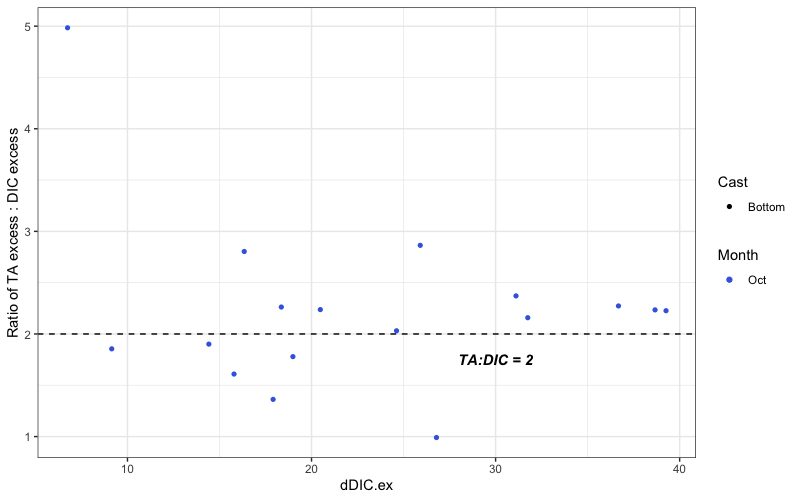 5
4
3
2
1
Ratio of TA excess : DIC excess
TA:DIC = 2
10 20 30 40
dDIC.ex
Cast
Bottom
Month
Oct